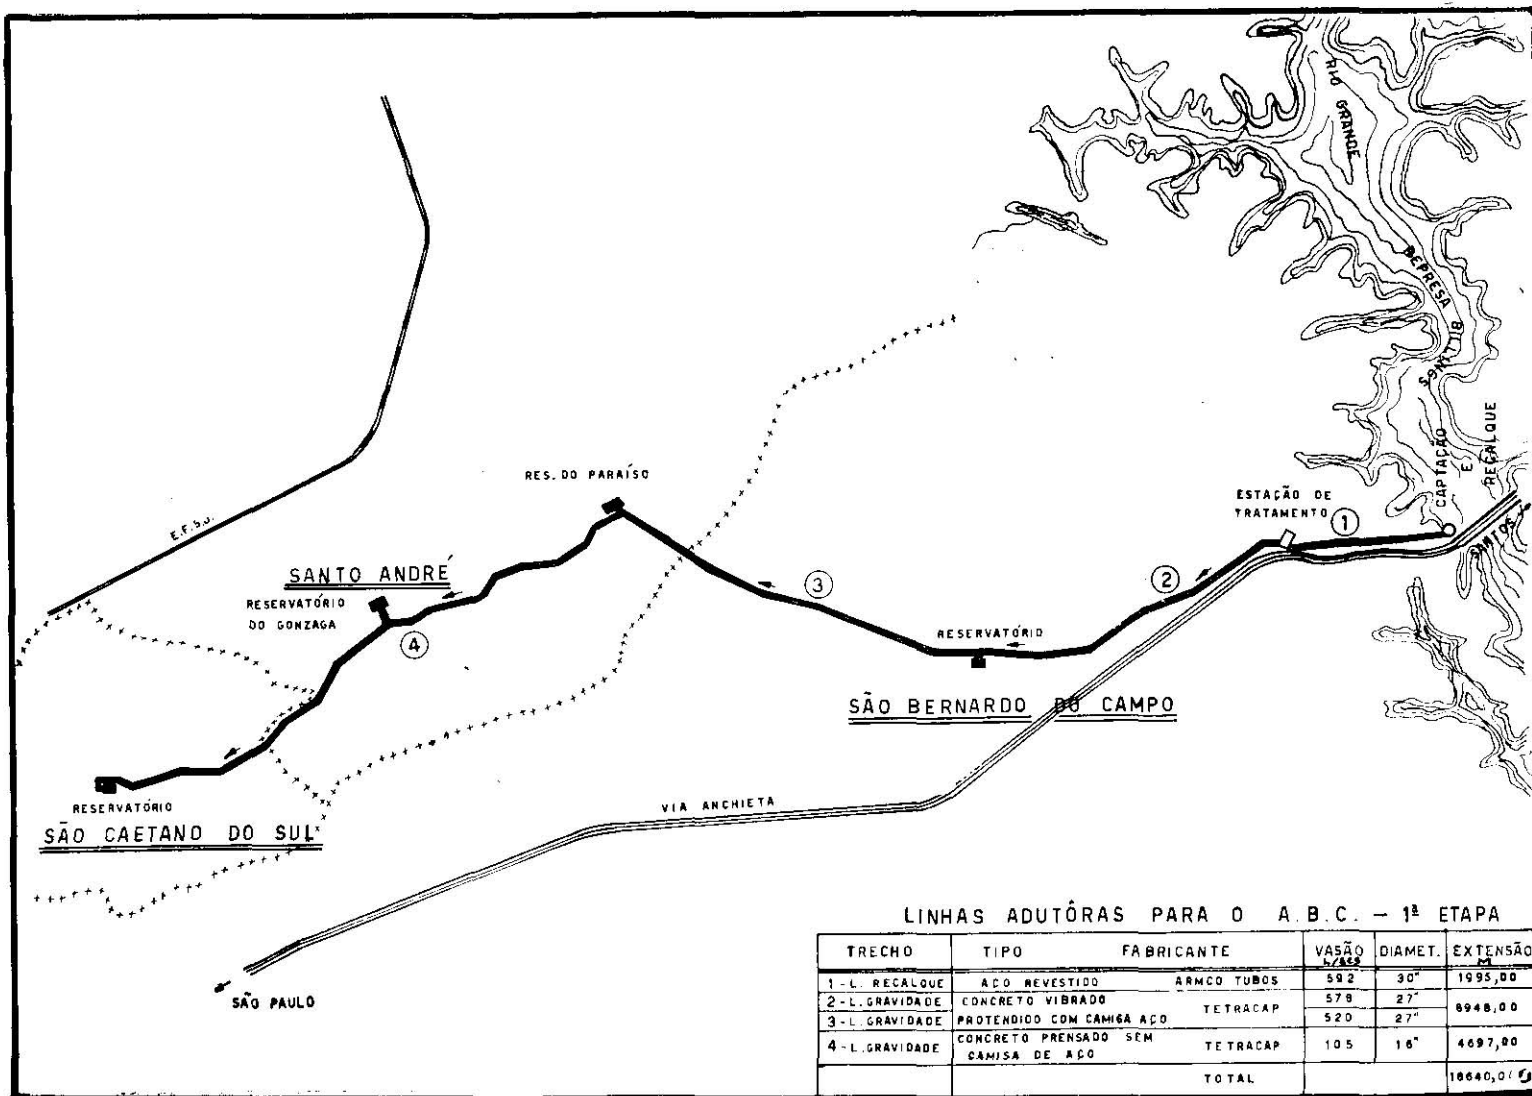 RIO GRANDE
REPRESA
BILLINGS
CAPTAÇÃO
E
RECALQUE
RES. DO PARAÍSO
ESTAÇÃO DE
TRATAMENTO
1
E.F.S.J.
SANTOS
SANTO ANDRÉ
2
3
RESERVATÓRIO
DO GONZAGA
4
RESERVATÓRIO
SÃO BERNARDO DO CAMPO
RESERVATÓRIO
SÃO CAETANO DO SUL
VIA ANCHIETA
SÃO PAULO
LINHAS ADUTÔRAS PARA O A.B.C. – 1ª ETAPA
TRECHO TIPO FABRICANTE VASÃO DIAMET. EXTENSÃO
L/SEG M
1 - L. RECALQUE AÇO REVESTIDO ARMCO TUBOS 592 30" 1995,00
2 - L. GRAVIDADE CONCRETO VIBRADO TETRACAP 578 27"
3 - L. GRAVIDADE PROTENDIDO COM CAMISA AÇO 520 27" 8948,00
4 - L. GRAVIDADE CONCRETO PRENSADO SEM
CAMISA DE AÇO TETRACAP 105 16" 4697,00
TOTAL